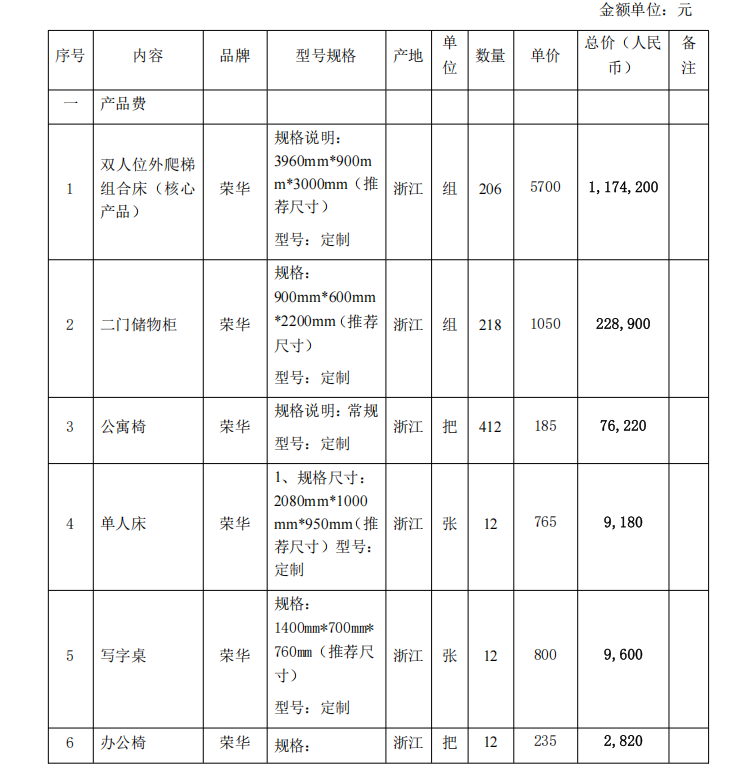 金额单位：元
序号 内容 品牌 型号规格 产地 单位 数量 单价 总价（人民币） 备注
一 产品费
1 双人位外爬梯组合床（核心产品） 荣华 规格说明：3960mm*900mm*3000mm（推荐尺寸） 型号：定制 浙江 组 206 5700 1,174,200
2 二门储物柜 荣华 规格：900mm*600mm*2200mm（推荐尺寸） 型号：定制 浙江 组 218 1050 228,900
3 公寓椅 荣华 规格说明：常规 型号：定制 浙江 把 412 185 76,220
4 单人床 荣华 1、规格尺寸：2080mm*1000mm*950mm（推荐尺寸）型号：定制 浙江 张 12 765 9,180
5 写字桌 荣华 规格：1400mm*700mm*760mm（推荐尺寸） 型号：定制 浙江 张 12 800 9,600
6 办公椅 荣华 规格： 浙江 把 12 235 2,820